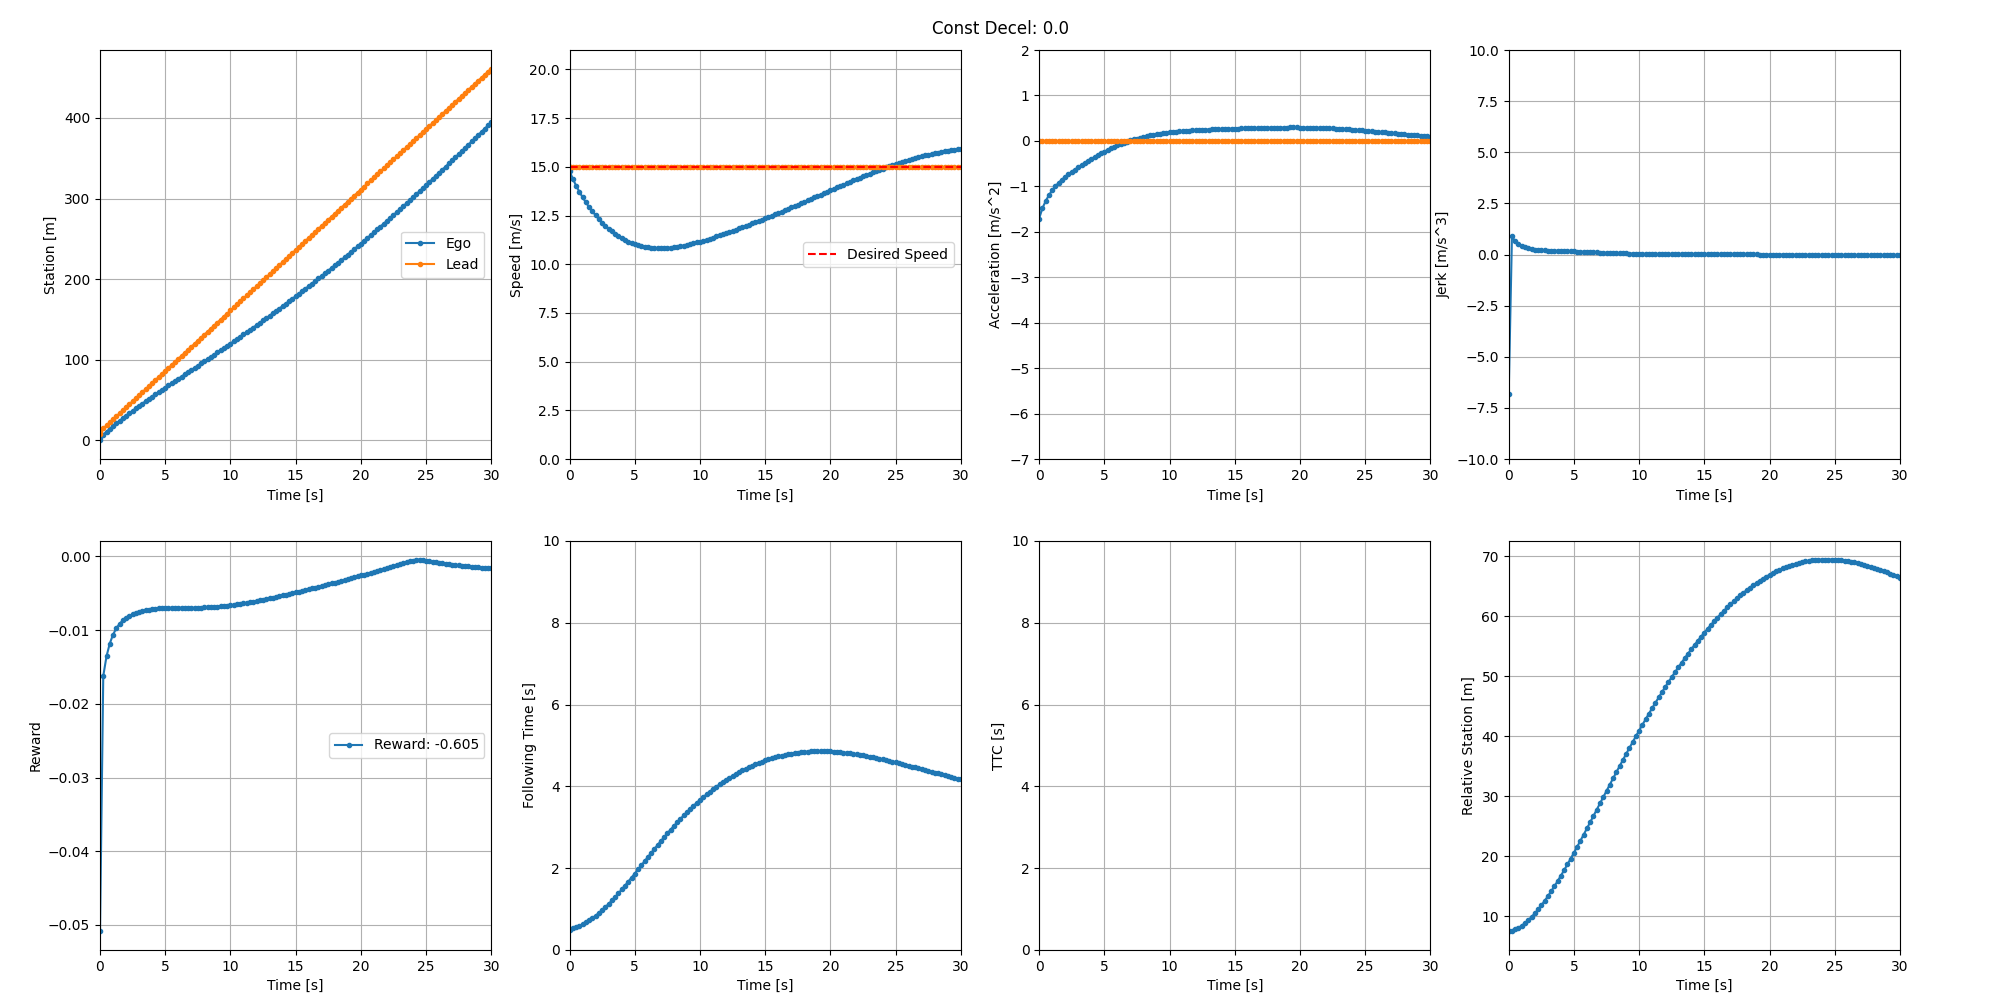 Const Decel: 0.0
Station [m]
400
300
200
100
0
0 5 10 15 20 25 30
Time [s]
Ego
Lead
Speed [m/s]
20.0
17.5
15.0
12.5
10.0
7.5
5.0
2.5
0.0
0 5 10 15 20 25 30
Time [s]
Desired Speed
Acceleration [m/s^2]
2
1
0
−1
−2
−3
−4
−5
−6
−7
0 5 10 15 20 25 30
Time [s]
Jerk [m/s^3]
10.0
7.5
5.0
2.5
0.0
−2.5
−5.0
−7.5
−10.0
0 5 10 15 20 25 30
Time [s]
Reward
0.00
−0.01
−0.02
−0.03
−0.04
−0.05
0 5 10 15 20 25 30
Time [s]
Reward: -0.605
Following Time [s]
10
8
6
4
2
0
0 5 10 15 20 25 30
Time [s]
TTC [s]
10
8
6
4
2
0
0 5 10 15 20 25 30
Time [s]
Relative Station [m]
70
60
50
40
30
20
10
0 5 10 15 20 25 30
Time [s]